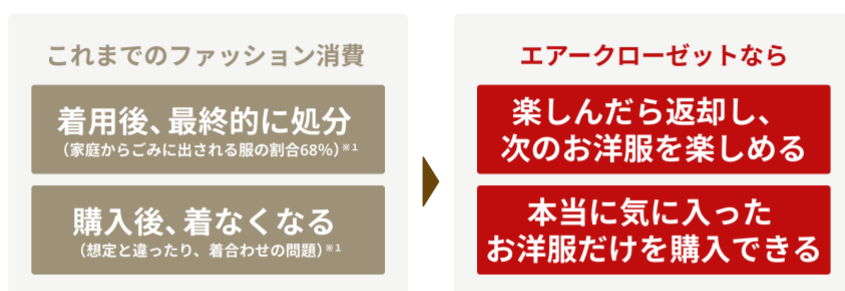 これまでのファッション消費
着用後、最終的に処分
（家庭からごみに出される服の割合68%）※1
購入後、着なくなる
（想定と違ったり、着合わせの問題）※1
エアークローゼットなら
楽しんだら返却し、
次のお洋服を楽しめる
本当に気に入った
お洋服だけを購入できる